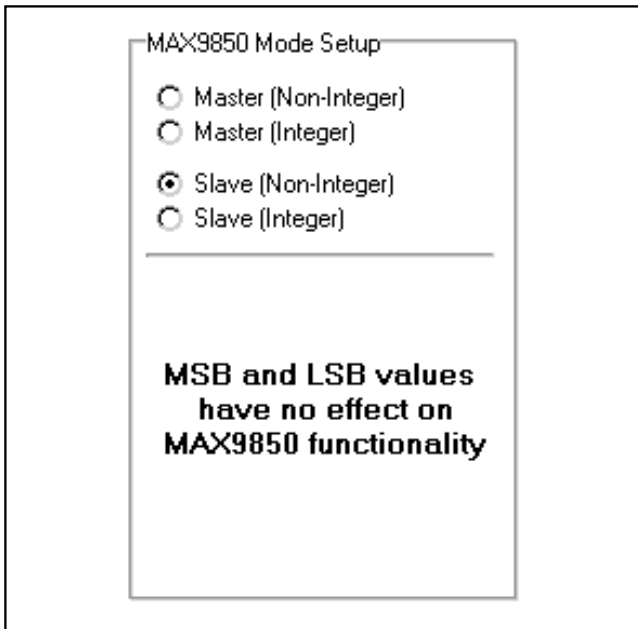 MAX9850 Mode Setup
Master (Non-Integer)
Master (Integer)
Slave (Non-Integer)
Slave (Integer)
MSB and LSB values
have no effect on
MAX9850 functionality